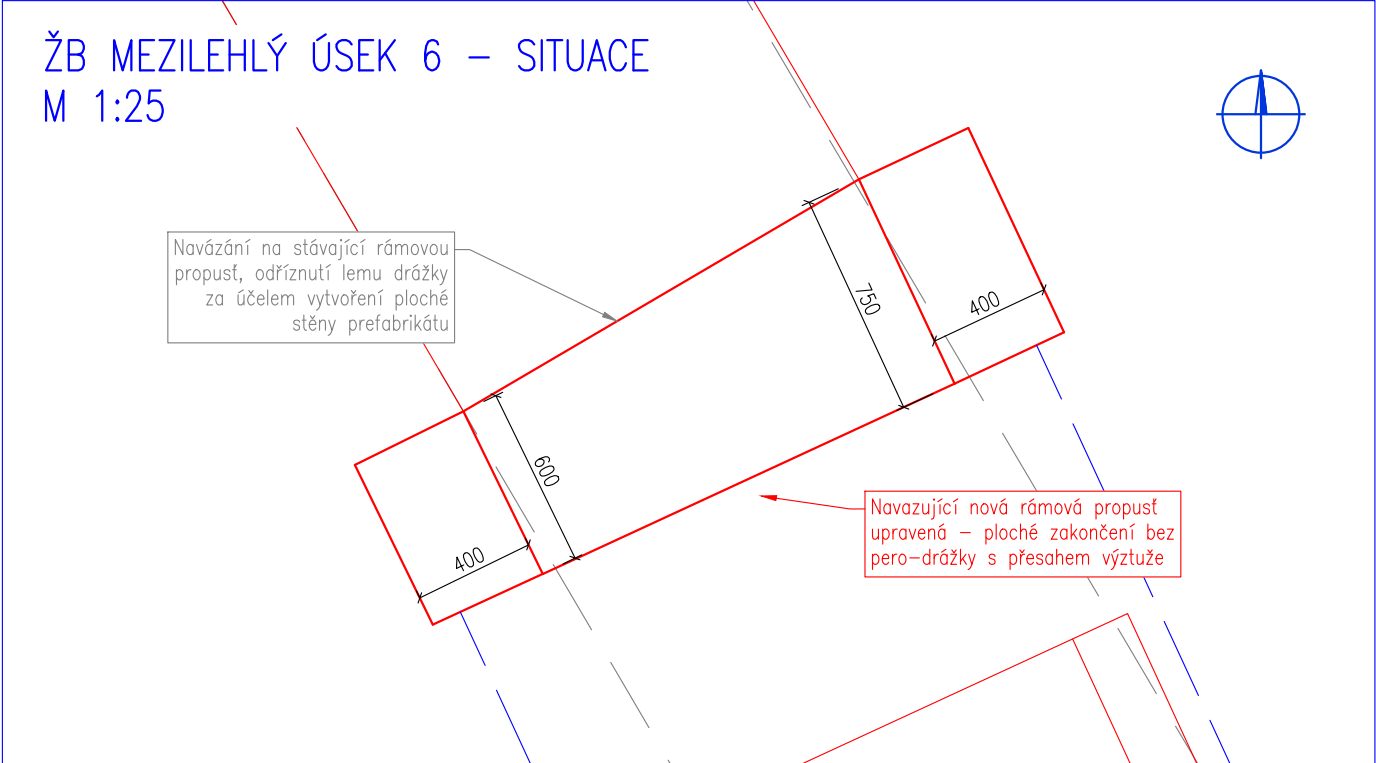 ŽB MEZILEHLÝ ÚSEK 6 – SITUACE
M 1:25
Navázání na stávající rámovou
propusť, odříznutí lemu drážky
za účelem vytvoření ploché
stěny prefabrikátu
750
400
600
400
Navazující nová rámová propusť
upravená – ploché zakončení bez
pero–drážky s přesahem výztuže